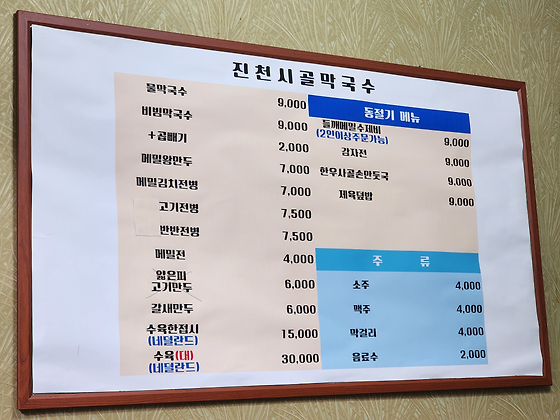 진천시골막국수
물막국수 9,000
비빔막국수 9,000
+곱빼기 2,000
메밀왕만두 7,000
메밀김치전병 7,000
고기전병 7,500
반반전병 7,500
메밀전 4,000
얇은피
고기만두 6,000
갈새만두 6,000
수육한접시 15,000
(네덜란드)
수육(대) 30,000
(네덜란드)
동절기 메뉴
들깨메밀수제비 9,000
(2인이상주문가능)
감자전 9,000
한우사골손만둣국 9,000
제육덮밥 9,000
주 류
소주 4,000
맥주 4,000
막걸리 4,000
음료수 2,000